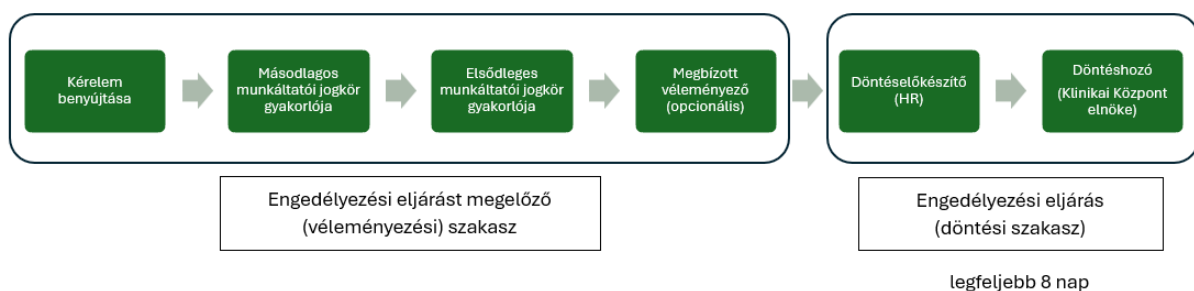 Kérelem
benyújtása
Másodlagos
munkáltatói jogkör
gyakorlója
Elsődleges
munkáltatói jogkör
gyakorlója
Megbízott
véleményező
(opcionális)
Döntéselőkészítő
(HR)
Döntéshozó
(Klinikai Központ
elnöke)
Engedélyezési eljárást megelőző
(véleményezési) szakasz
Engedélyezési eljárás
(döntési szakasz)
legfeljebb 8 nap